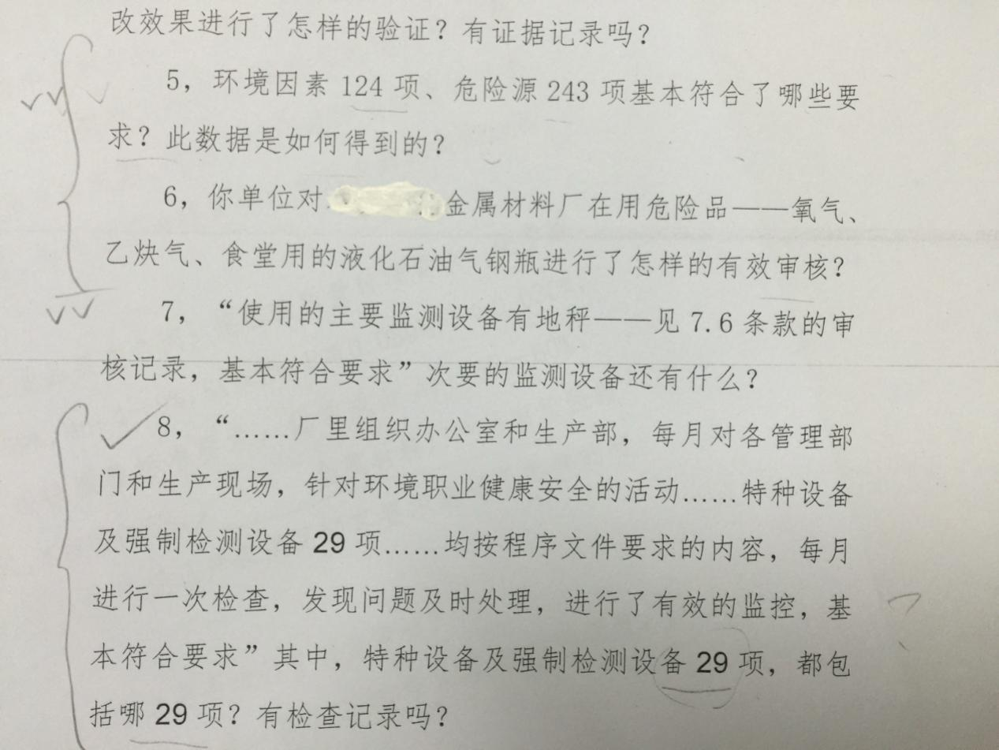 改效果进行了怎样的验证？有证据记录吗？
5，环境因素 124 项、危险源 243 项基本符合了哪些要
求？此数据是如何得到的？
6，你单位对 金属材料厂在用危险品——氧气、
乙炔气、食堂用的液化石油气钢瓶进行了怎样的有效审核？
7，“使用的主要监测设备有地秤——见 7.6 条款的审
核记录，基本符合要求”次要的监测设备还有什么？
8，“……厂里组织办公室和生产部，每月对各管理部
门和生产现场，针对环境职业健康安全的活动……特种设备
及强制检测设备 29 项……均按程序文件要求的内容，每月
进行一次检查，发现问题及时处理，进行了有效的监控，基
本符合要求”其中，特种设备及强制检测设备 29 项，都包
括哪 29 项？有检查记录吗？